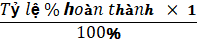 Tỷ lệ % hoàn thành × 1
100%